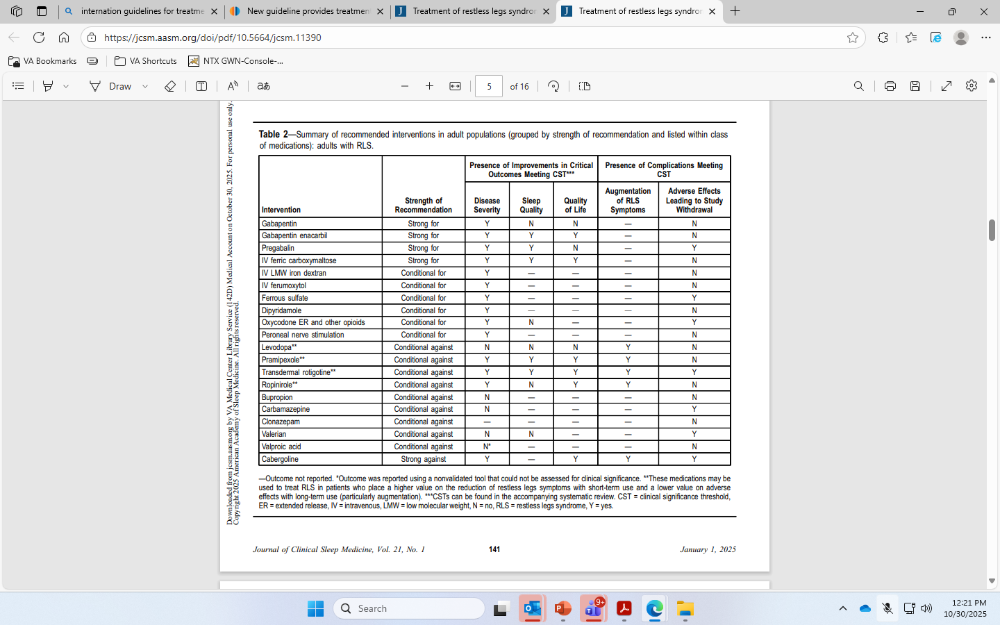 internation guidelines for treatme
New guideline provides treatment
Treatment of restless legs syndror
Treatment of restless legs syndror
https://jcsm.aasm.org/doi/pdf/10.5664/jcsm.11390
VA Bookmarks
VA Shortcuts
NTX GWN-Console-...
Draw
5 of 16
Downloaded from jcsm.aasm.org by VA Medical Center Library Service (142D) Medical Account on October 30, 2025. For personal use only.
Copyright 2025 American Academy of Sleep Medicine. All rights reserved.
Table 2—Summary of recommended interventions in adult populations (grouped by strength of recommendation and listed within class
of medications): adults with RLS.
Intervention
Strength of
Recommendation
Presence of Improvements in Critical
Outcomes Meeting CST***
Presence of Complications Meeting
CST
Disease
Severity
Sleep
Quality
Quality
of Life
Augmentation
of RLS
Symptoms
Adverse Effects
Leading to Study
Withdrawal
Gabapentin Strong for Y N N — N
Gabapentin enacarbil Strong for Y Y Y — N
Pregabalin Strong for Y Y N — Y
IV ferric carboxymaltose Strong for Y Y Y — N
IV LMW iron dextran Conditional for Y — — — N
IV ferumoxytol Conditional for Y — — — N
Ferrous sulfate Conditional for Y — — — Y
Dipyridamole Conditional for Y — — — N
Oxycodone ER and other opioids Conditional for Y N — — Y
Peroneal nerve stimulation Conditional for Y — — — N
Levodopa** Conditional against N N N Y N
Pramipexole** Conditional against Y Y Y Y N
Transdermal rotigotine** Conditional against Y Y Y Y Y
Ropinirole** Conditional against Y N Y Y N
Bupropion Conditional against N — — — N
Carbamazepine Conditional against N — — — Y
Clonazepam Conditional against — — — — N
Valerian Conditional against N N — — Y
Valproic acid Conditional against N* — — — N
Cabergoline Strong against Y — Y Y Y
—Outcome not reported. *Outcome was reported using a nonvalidated tool that could not be assessed for clinical significance. **These medications may be
used to treat RLS in patients who place a higher value on the reduction of restless legs symptoms with short-term use and a lower value on adverse
effects with long-term use (particularly augmentation). ***CSTs can be found in the accompanying systematic review. CST = clinical significance threshold,
ER = extended release, IV = intravenous, LMW = low molecular weight, N = no, RLS = restless legs syndrome, Y = yes.
Journal of Clinical Sleep Medicine, Vol. 21, No. 1 141 January 1, 2025
Search
9+
12:21 PM
10/30/2025